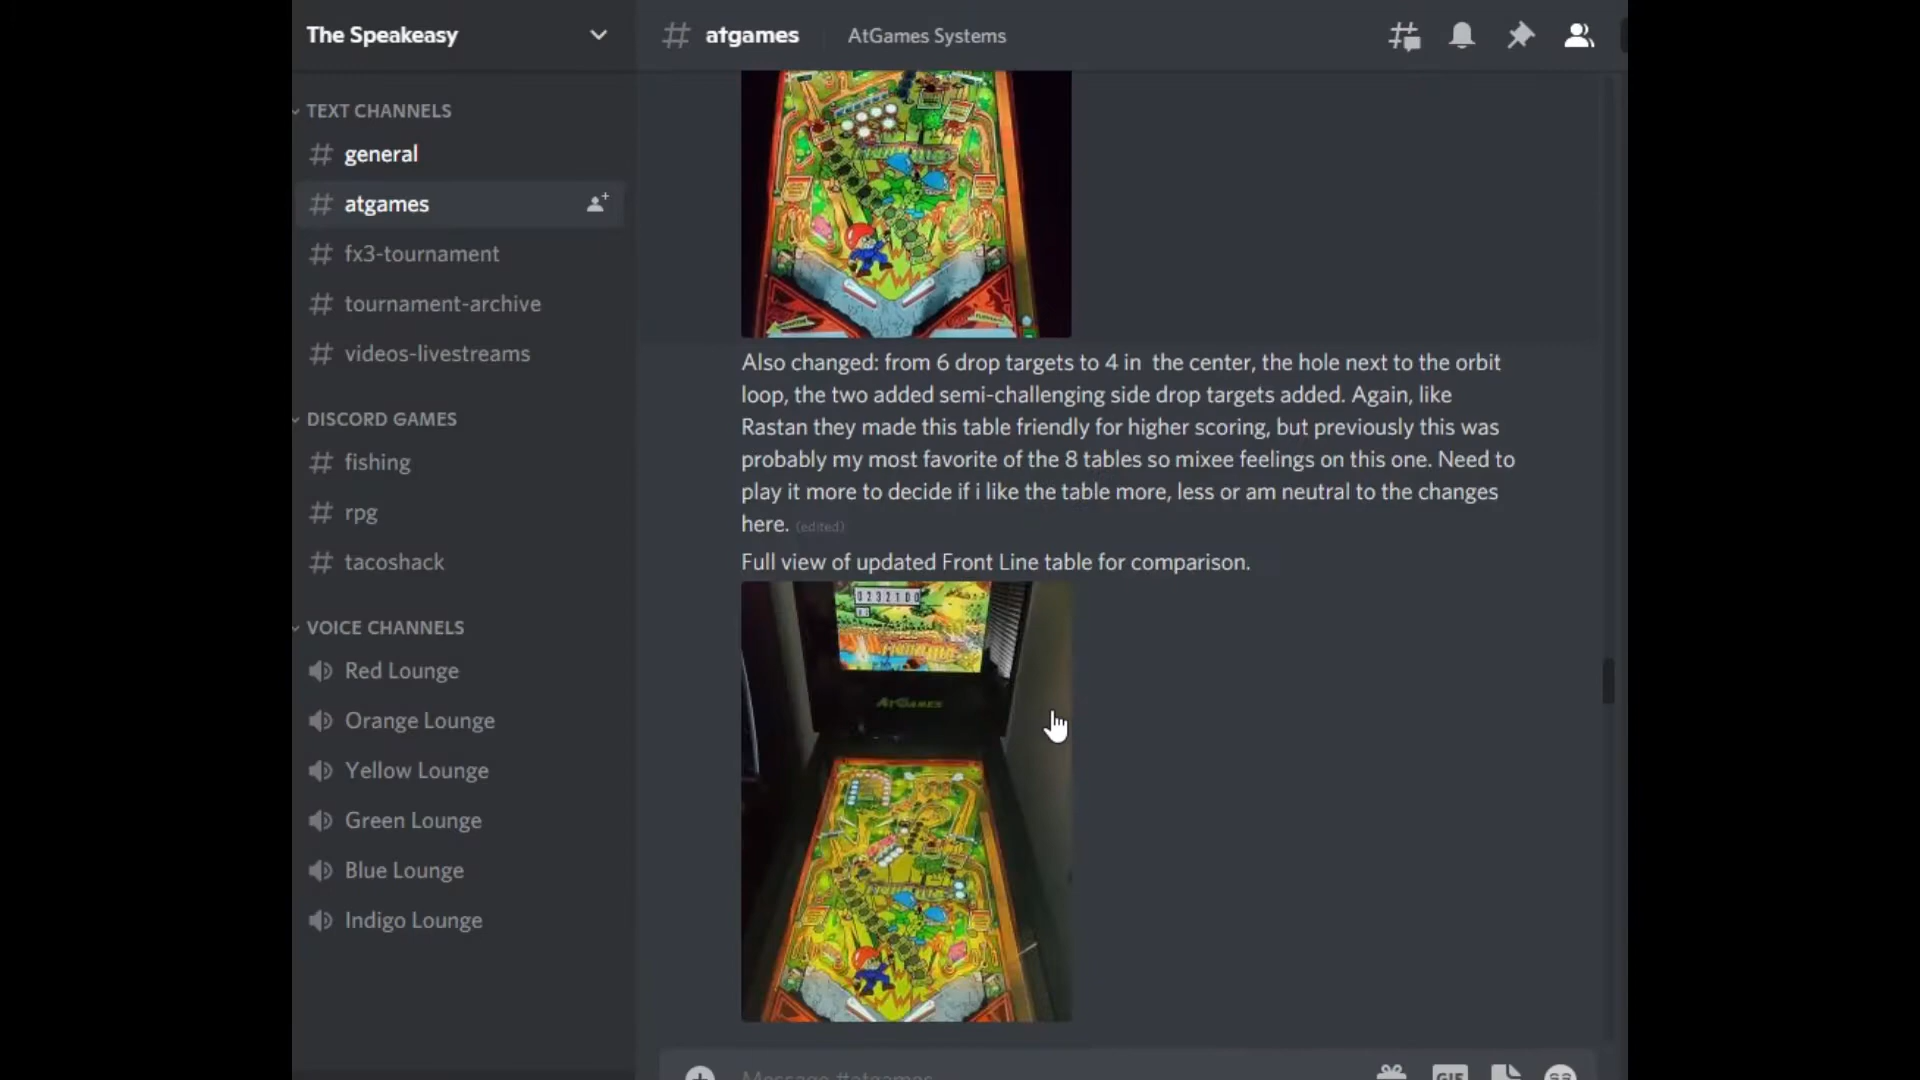 The Speakeasy
TEXT CHANNELS
general
atgames
fx3-tournament
tournament-archive
videos-livestreams
DISCORD GAMES
fishing
rpg
tacoshack
VOICE CHANNELS
Red Lounge
Orange Lounge
Yellow Lounge
Green Lounge
Blue Lounge
Indigo Lounge
# atgames AtGames Systems
Also changed: from 6 drop targets to 4 in the center, the hole next to the orbit
loop, the two added semi-challenging side drop targets added. Again, like
Rastan they made this table friendly for higher scoring, but previously this was
probably my most favorite of the 8 tables so mixee feelings on this one. Need to
play it more to decide if i like the table more, less or am neutral to the changes
here. (edited)
Full view of updated Front Line table for comparison.
0232100
ATGAMES
Message #atgames
GIF